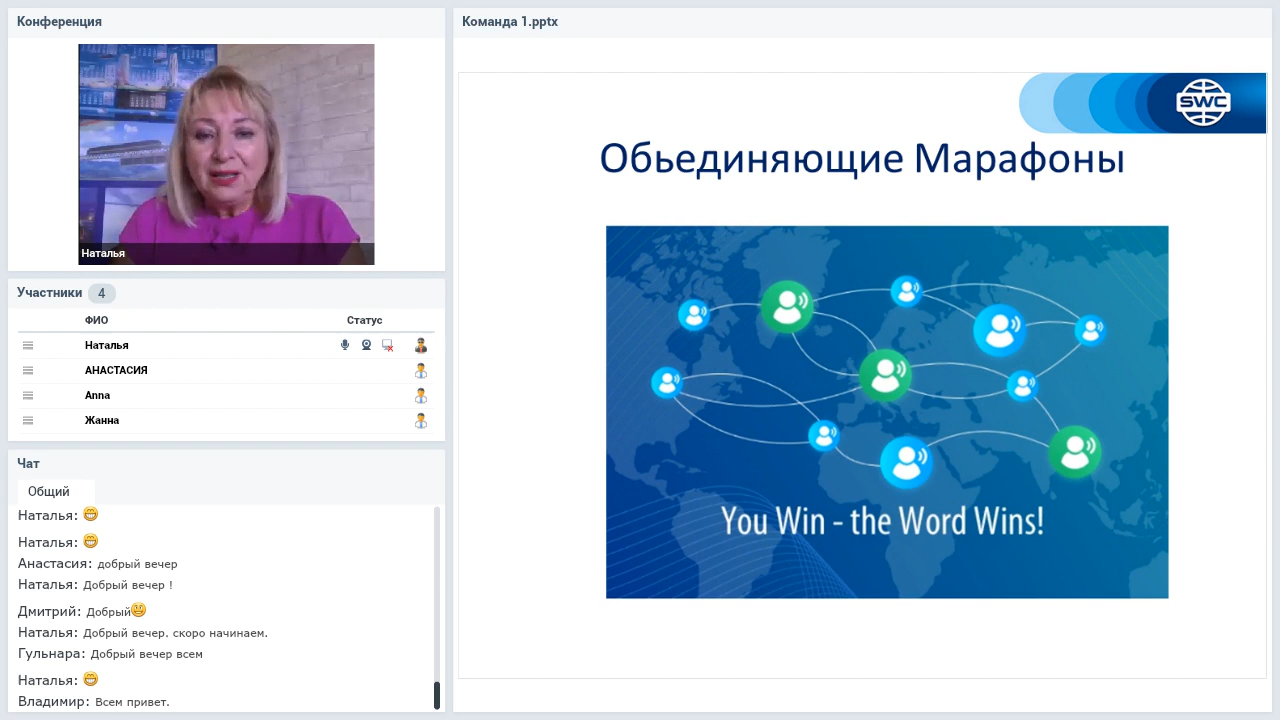 Конференция
Наталья
Участники 4
ФИО Статус
Наталья
АНАСТАСИЯ
Anna
Жанна
Чат
Общий
Наталья:
Наталья:
Анастасия: добрый вечер
Наталья: Добрый вечер !
Дмитрий: Добрый
Наталья: Добрый вечер. скоро начинаем.
Гульнара: Добрый вечер всем
Наталья:
Владимир: Всем привет.
Команда 1.pptx
SWC
Обьединяющие Марафоны
You Win - the Word Wins!